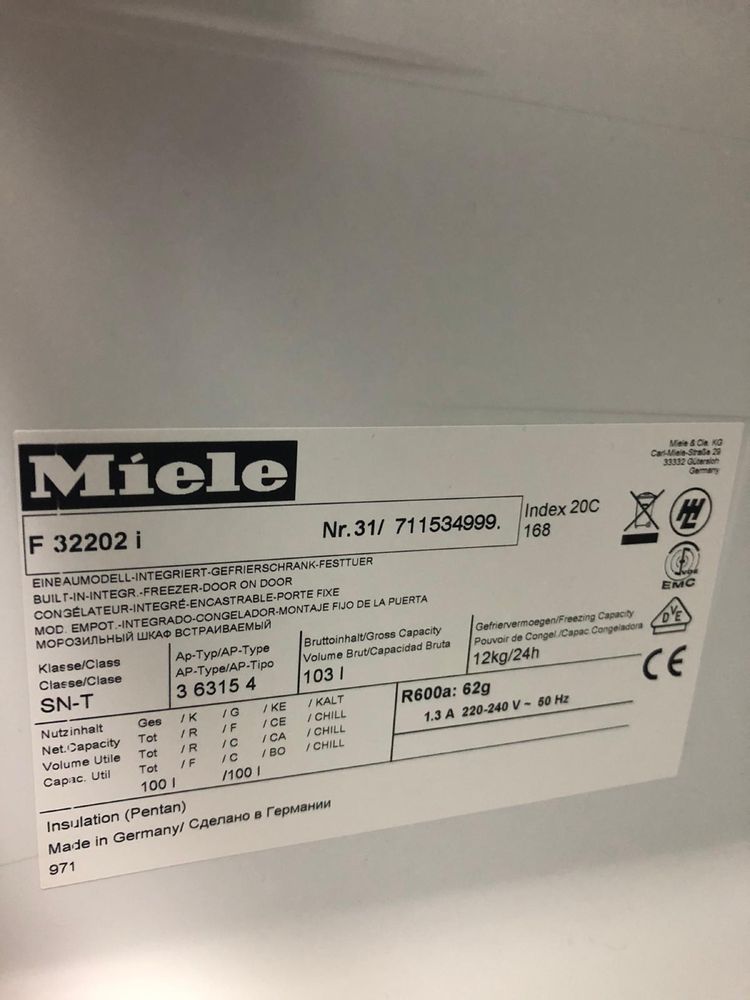 Miele
Miele & Cie. KG
Carl-Miele-Straße 29
33332 Gütersloh
Germany
F 32202 i Nr.31/ 711534999. Index 20C
168
EINBAUMODELL-INTEGRIERT-GEFRIERSCHRANK-FESTTUER
BUILT-IN-INTEGR.-FREEZER-DOOR ON DOOR
CONGÈLATEUR-INTEGRÈ-ENCASTRABLE-PORTE FIXE
MOD. EMPOT.-INTEGRADO-CONGELADOR-MONTAJE FIJO DE LA PUERTA
МОРОЗИЛЬНЫЙ ШКАФ ВСТРАИВАЕМЫЙ
VDE
EMC
DVE
CE
Klasse/Class
Classe/Clase
SN-T
Ap-Typ/AP-Type
AP-Type/AP-Tipo
3 6315 4
Bruttoinhalt/Gross Capacity
Volume Brut/Capacidad Bruta
103 l
Gefriervermoegen/Freezing Capacity
Pouvoir de Congel./Capac.Congeladora
12kg/24h
Nutzinhalt Ges / K / G / KE / KALT
Net.Capacity Tot / R / F / CE / CHILL
Volume Utile Tot / R / C / CA / CHILL
Capac. Util Tot / F / C / BO / CHILL
100 l /100 l
R600a: 62g
1.3 A 220-240 V ~ 50 Hz
Insulation (Pentan)
Made in Germany/ Сделано в Германии
971